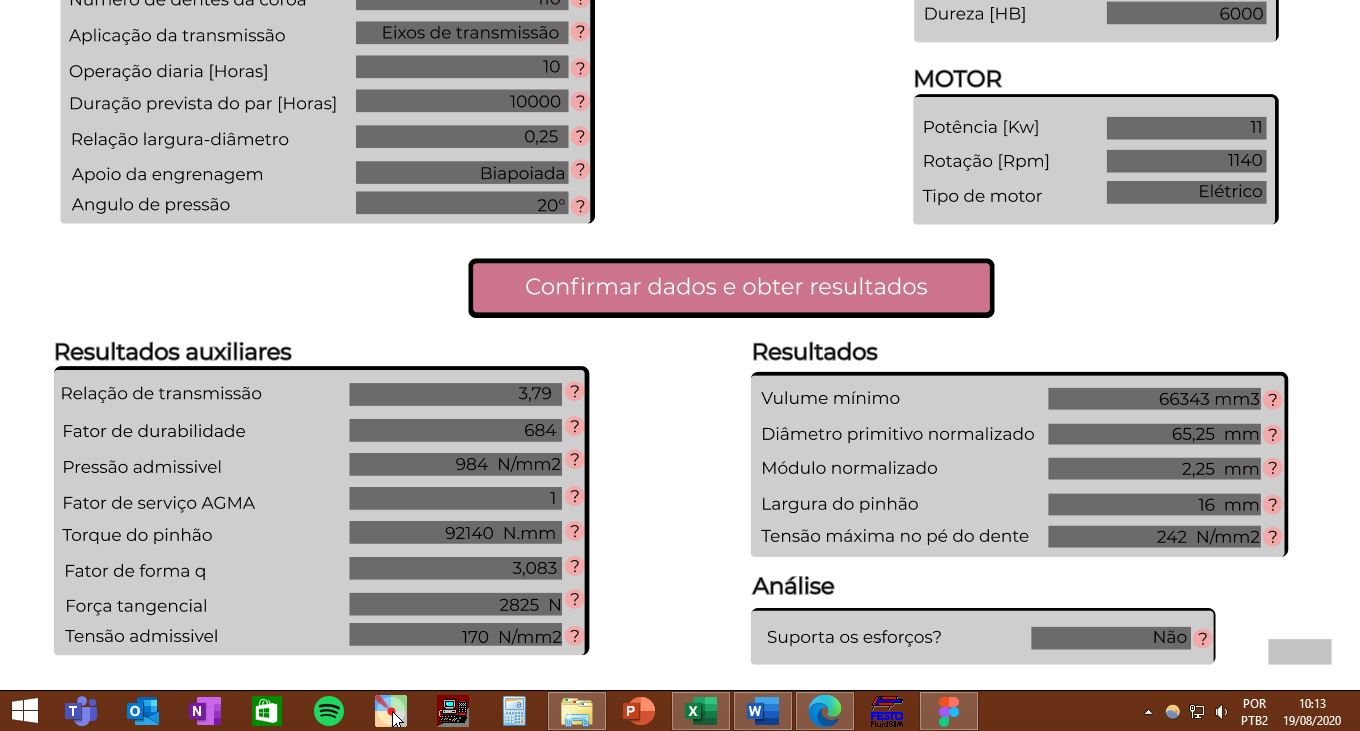 Número de dentes da coroa 110 ?
Aplicação da transmissão Eixos de transmissão ?
Operação diaria [Horas] 10 ?
Duração prevista do par [Horas] 10000 ?
Relação largura-diâmetro 0,25 ?
Apoio da engrenagem Biapoiada ?
Angulo de pressão 20° ?
Dureza [HB] 6000
MOTOR
Potência [Kw] 11
Rotação [Rpm] 1140
Tipo de motor Elétrico
Confirmar dados e obter resultados
Resultados auxiliares
Relação de transmissão 3,79 ?
Fator de durabilidade 684 ?
Pressão admissivel 984 N/mm2 ?
Fator de serviço AGMA 1 ?
Torque do pinhão 92140 N.mm ?
Fator de forma q 3,083 ?
Força tangencial 2825 N ?
Tensão admissivel 170 N/mm2 ?
Resultados
Vulume mínimo 66343 mm3 ?
Diâmetro primitivo normalizado 65,25 mm ?
Módulo normalizado 2,25 mm ?
Largura do pinhão 16 mm ?
Tensão máxima no pé do dente 242 N/mm2 ?
Análise
Suporta os esforços? Não ?
FESTO
FluidSIM
POR 10:13
PTB2 19/08/2020